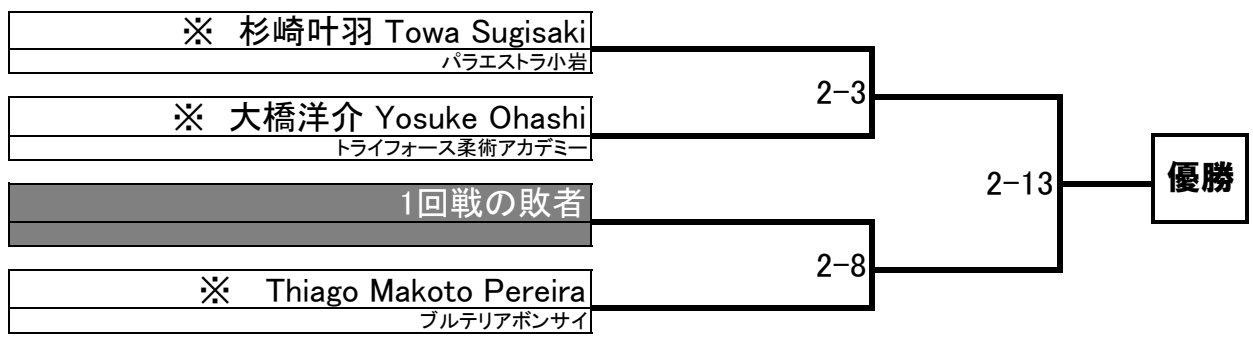 ※ 杉崎叶羽 Towa Sugisaki
パラエストラ小岩
2-3
※ 大橋洋介 Yosuke Ohashi
トライフォース柔術アカデミー
2-13
優勝
1回戦の敗者
2-8
※ Thiago Makoto Pereira
ブルテリアボンサイ